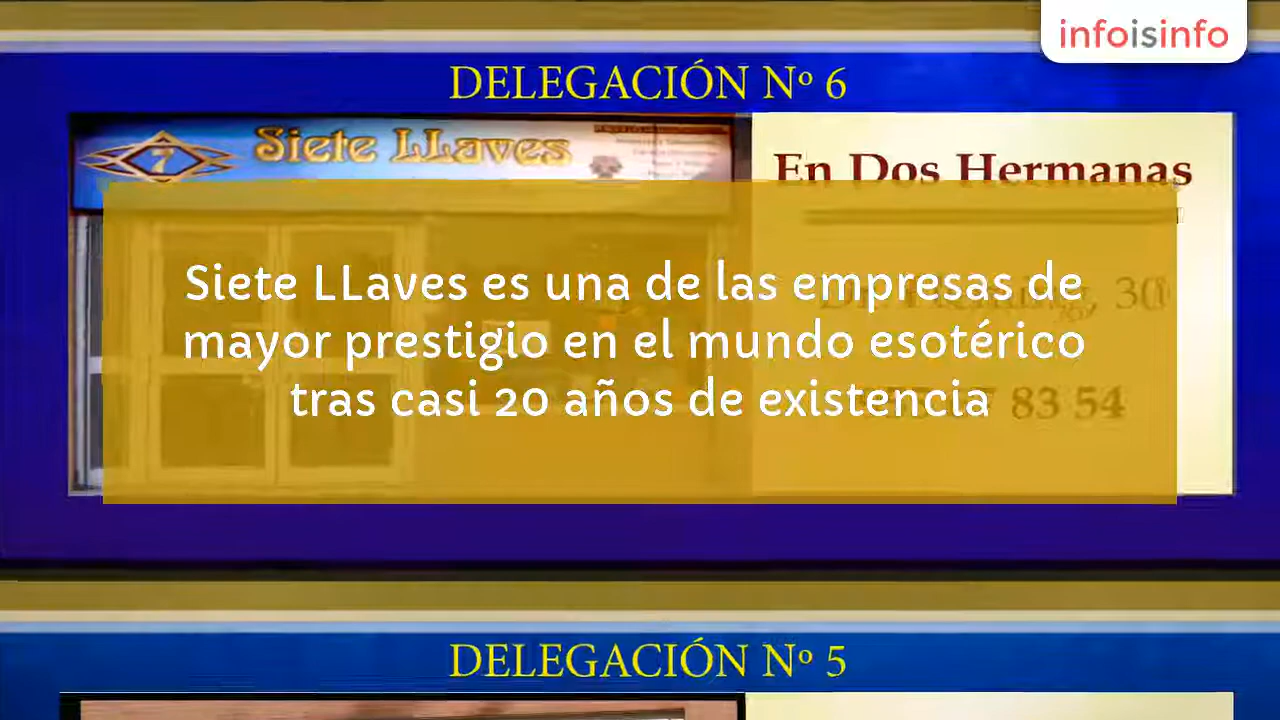 infoisinfo
DELEGACIÓN Nº 6
7
Siete LLaves
En Dos Hermanas
Siete LLaves es una de las empresas de
mayor prestigio en el mundo esotérico
tras casi 20 años de existencia
83 54
DELEGACIÓN Nº 5